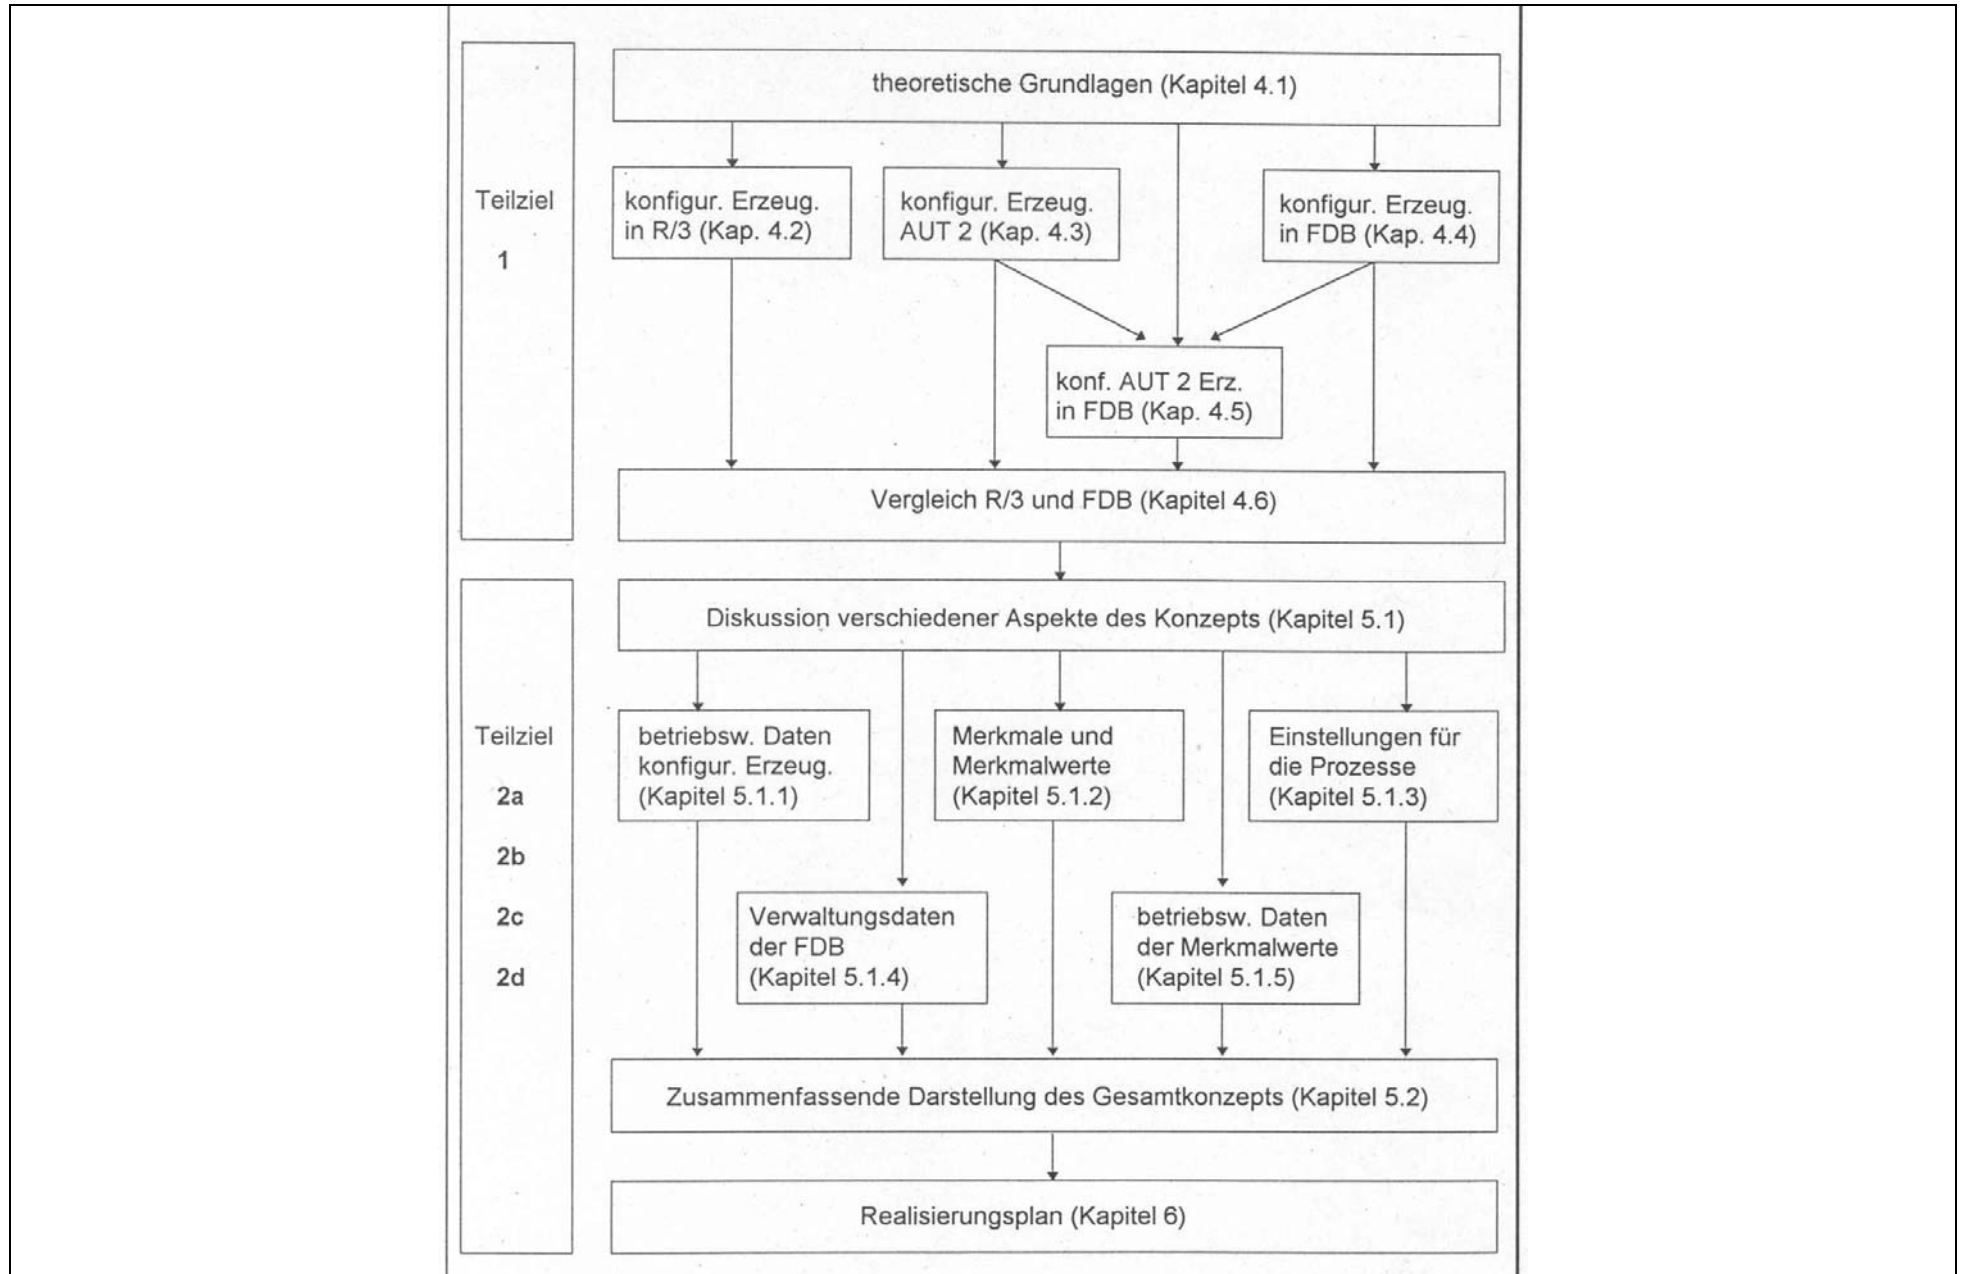 theoretische Grundlagen (Kapitel 4.1)
Teilziel
1
konfigur. Erzeug.
in R/3 (Kap. 4.2)
konfigur. Erzeug.
AUT 2 (Kap. 4.3)
konfigur. Erzeug.
in FDB (Kap. 4.4)
konf. AUT 2 Erz.
in FDB (Kap. 4.5)
Vergleich R/3 und FDB (Kapitel 4.6)
Diskussion verschiedener Aspekte des Konzepts (Kapitel 5.1)
Teilziel
2a
2b
2c
2d
betriebsw. Daten
konfigur. Erzeug.
(Kapitel 5.1.1)
Merkmale und
Merkmalwerte
(Kapitel 5.1.2)
Einstellungen für
die Prozesse
(Kapitel 5.1.3)
Verwaltungsdaten
der FDB
(Kapitel 5.1.4)
betriebsw. Daten
der Merkmalwerte
(Kapitel 5.1.5)
Zusammenfassende Darstellung des Gesamtkonzepts (Kapitel 5.2)
Realisierungsplan (Kapitel 6)